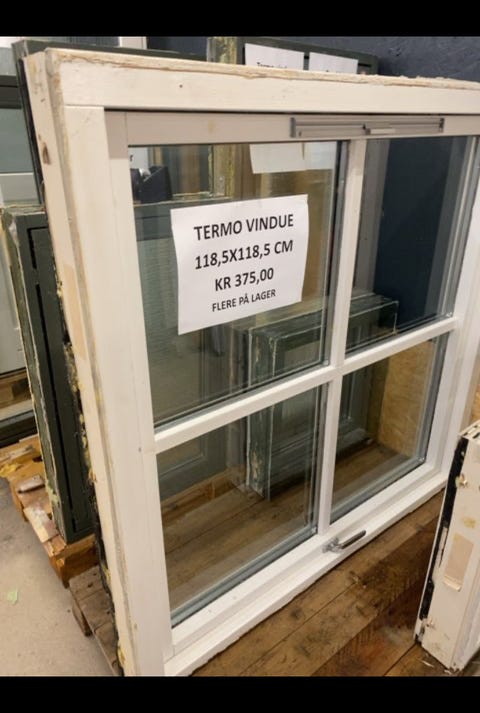 TERMO VINDUE
118,5X118,5 CM
KR 375,00
FLERE PÅ LAGER